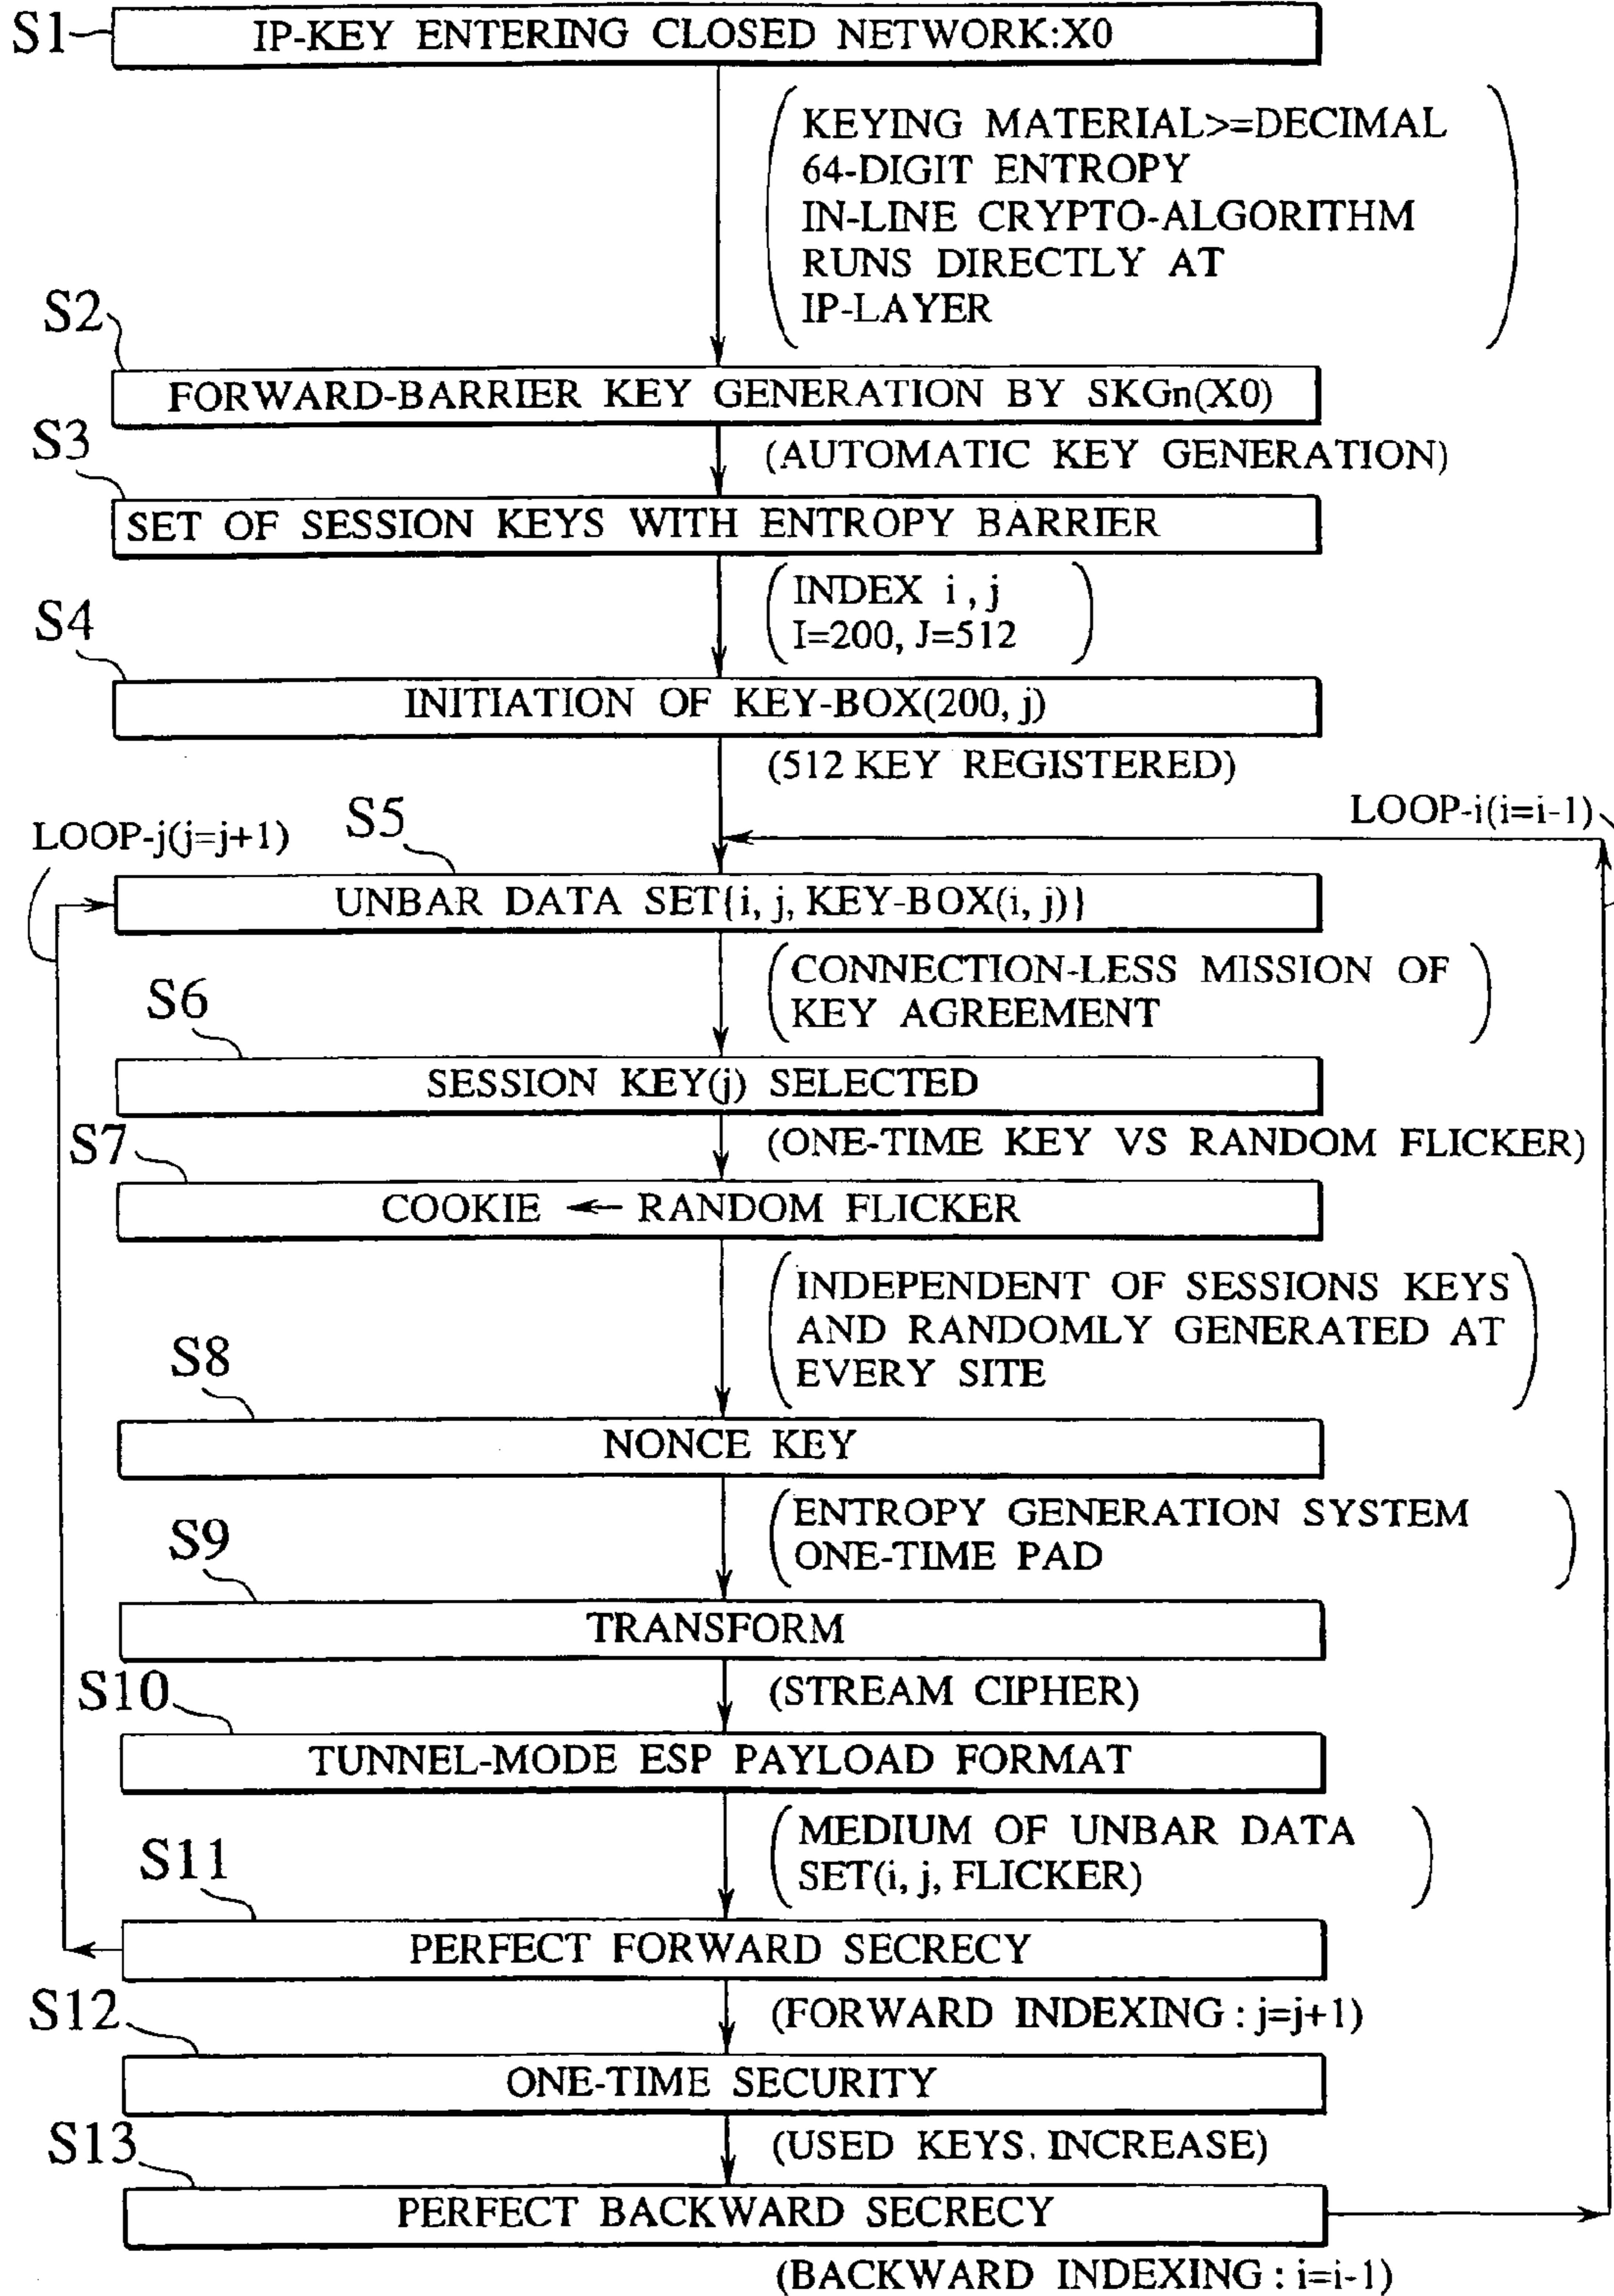 S1
IP-KEY ENTERING CLOSED NETWORK:X0
KEYING MATERIAL>=DECIMAL
64-DIGIT ENTROPY
IN-LINE CRYPTO-ALGORITHM
RUNS DIRECTLY AT
IP-LAYER
S2
FORWARD-BARRIER KEY GENERATION BY SKGn(X0)
S3
(AUTOMATIC KEY GENERATION)
SET OF SESSION KEYS WITH ENTROPY BARRIER
INDEX i , j
I=200, J=512
S4
INITIATION OF KEY-BOX(200, j)
(512 KEY REGISTERED)
LOOP-j(j=j+1)
S5
LOOP-i(i=i-1)
UNBAR DATA SET{i, j, KEY-BOX(i, j)}
(CONNECTION-LESS MISSION OF
KEY AGREEMENT)
S6
SESSION KEY(j) SELECTED
S7
(ONE-TIME KEY VS RANDOM FLICKER)
COOKIE ← RANDOM FLICKER
(INDEPENDENT OF SESSIONS KEYS
AND RANDOMLY GENERATED AT
EVERY SITE)
S8
NONCE KEY
(ENTROPY GENERATION SYSTEM
ONE-TIME PAD)
S9
TRANSFORM
S10
(STREAM CIPHER)
TUNNEL-MODE ESP PAYLOAD FORMAT
(MEDIUM OF UNBAR DATA
SET(i, j, FLICKER))
S11
PERFECT FORWARD SECRECY
S12
(FORWARD INDEXING : j=j+1)
ONE-TIME SECURITY
S13
(USED KEYS. INCREASE)
PERFECT BACKWARD SECRECY
(BACKWARD INDEXING : i=i-1)